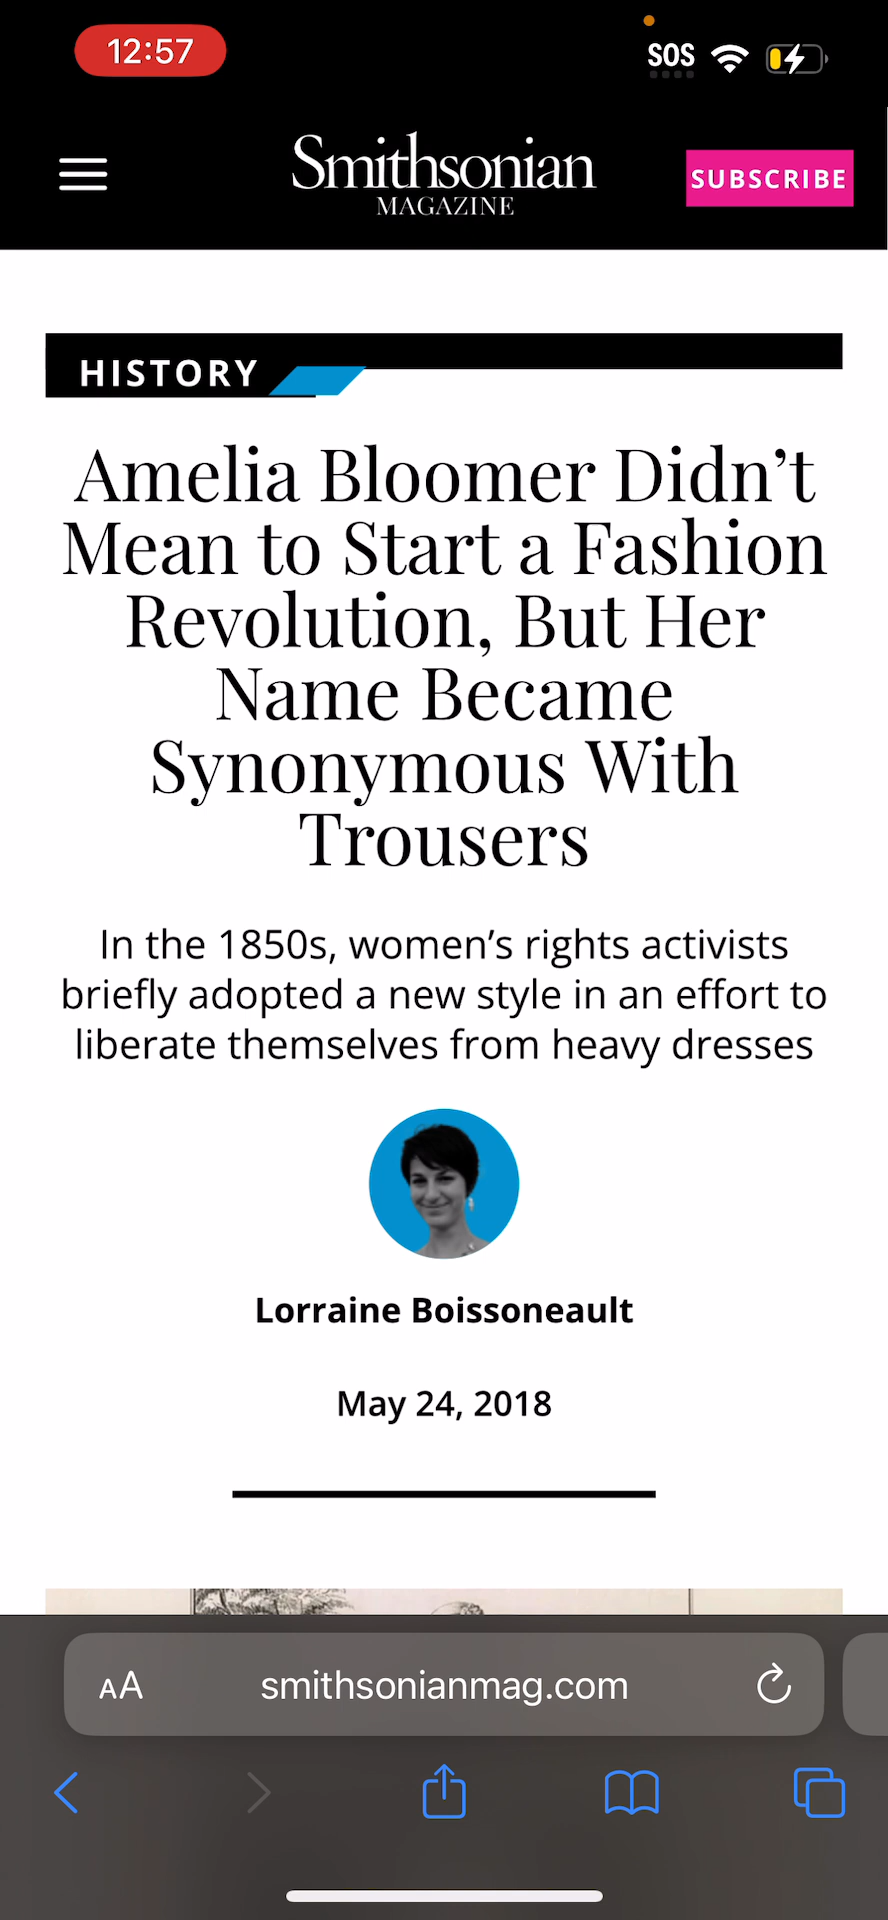 12:57
SOS
Smithsonian
MAGAZINE
SUBSCRIBE
HISTORY
Amelia Bloomer Didn’t
Mean to Start a Fashion
Revolution, But Her
Name Became
Synonymous With
Trousers
In the 1850s, women’s rights activists
briefly adopted a new style in an effort to
liberate themselves from heavy dresses
Lorraine Boissoneault
May 24, 2018
AA
smithsonianmag.com